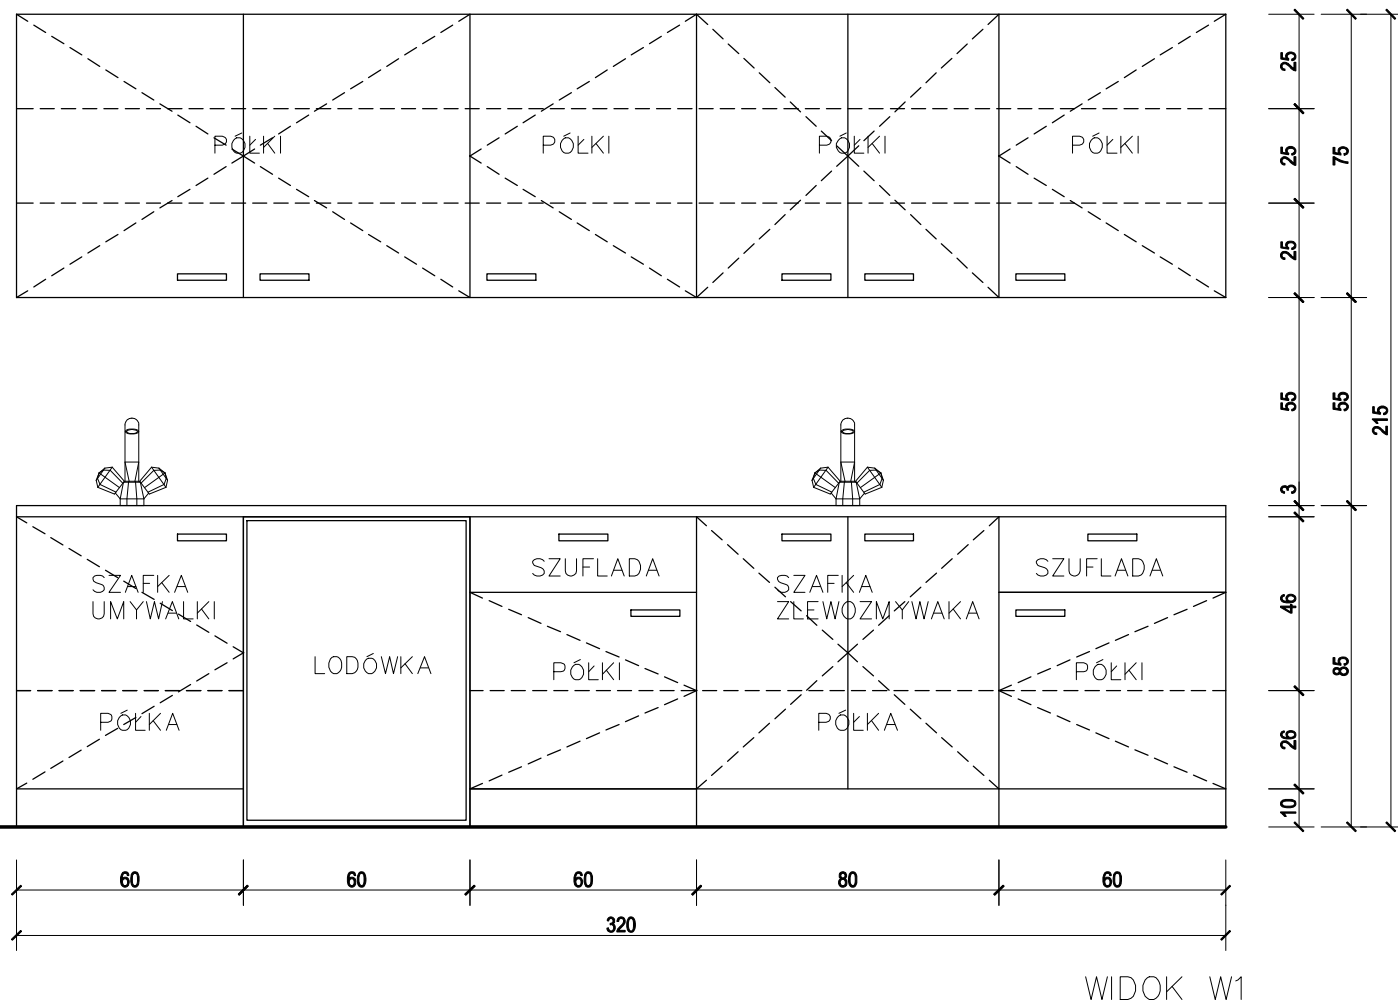 PÓŁKI
PÓŁKI
PÓŁKI
PÓŁKI
25
25
25
75
55
55
215
3
46
26
10
85
SZAFKA
UMYWALKI
PÓŁKA
LODÓWKA
SZUFLADA
PÓŁKI
SZAFKA
ZLEWOZMYWAKA
PÓŁKA
SZUFLADA
PÓŁKI
60
60
60
80
60
320
WIDOK W1